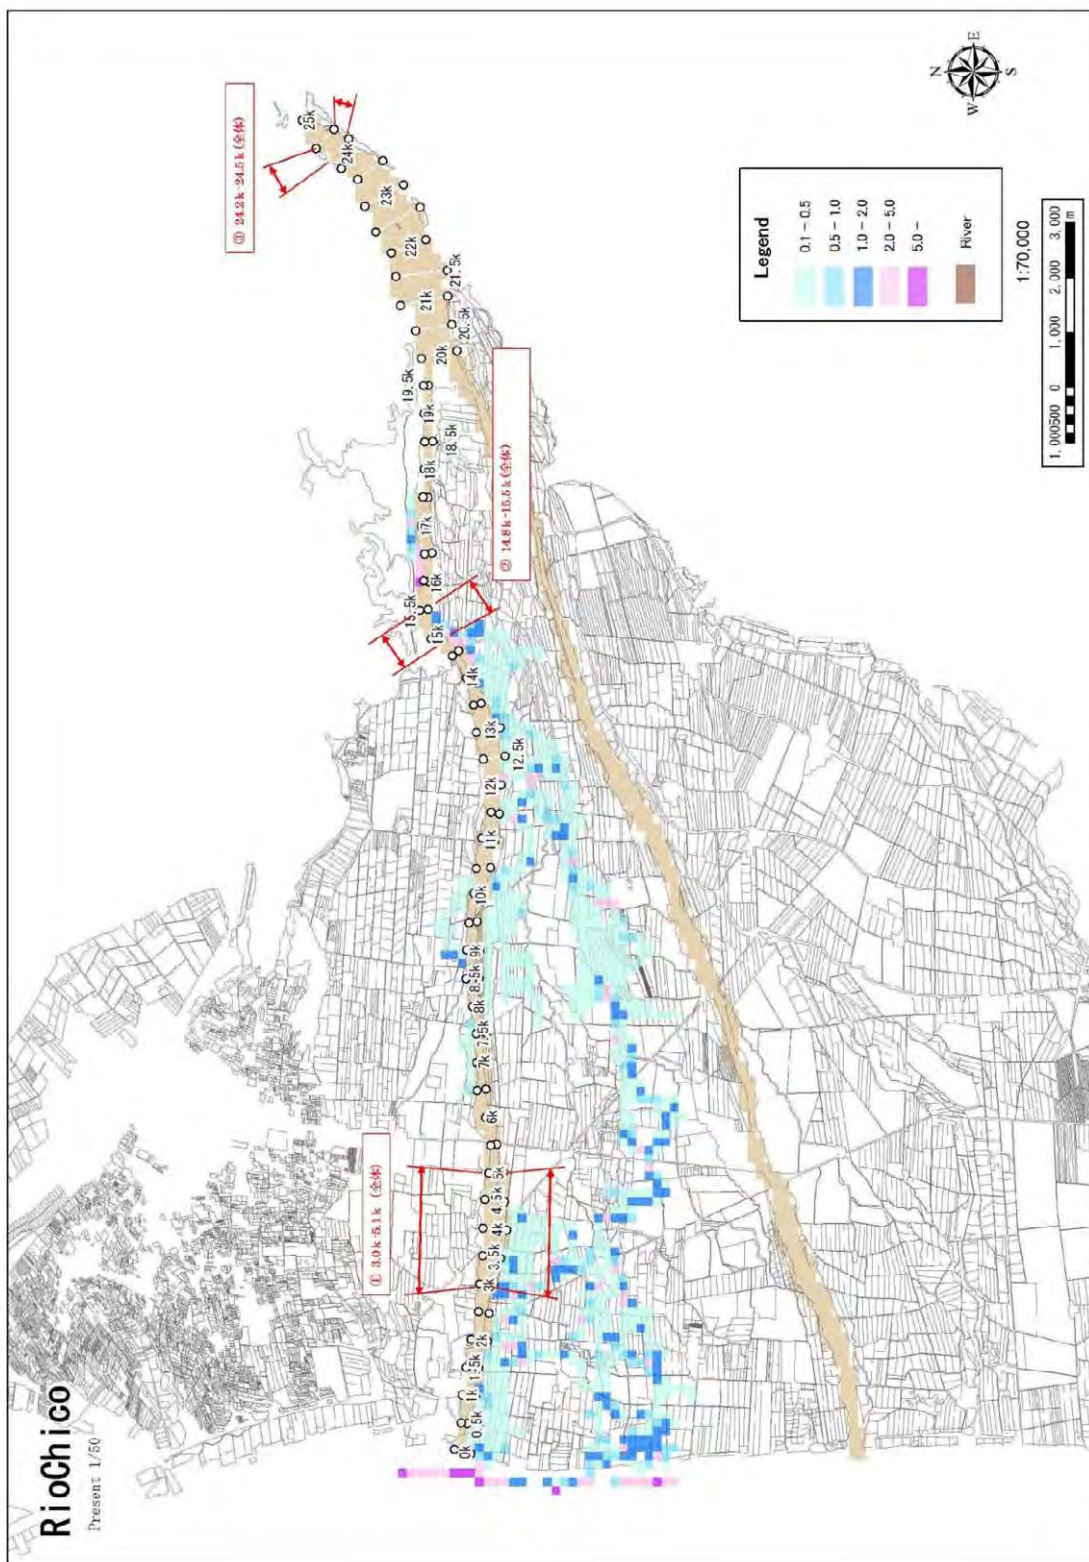 RioChico
Present 1/50
① 3.0k-5.1k (全体)
② 14.8k-15.5k (全体)
③ 24.2k-24.5k (全体)
0k
0.5k
1k
1.5k
2k
3k
3.5k
4k
4.5k
5k
6k
7k
7.5k
8k
8.5k
9k
10k
11k
12k
12.5k
13k
14k
15k
15.5k
16k
17k
18k
18.5k
19k
19.5k
20k
20.5k
21k
21.5k
22k
23k
24k
25k
N
E
S
W
Legend
0.1 - 0.5
0.5 - 1.0
1.0 - 2.0
2.0 - 5.0
5.0 -
River
1:70,000
1,000500 0 1,000 2,000 3,000
m